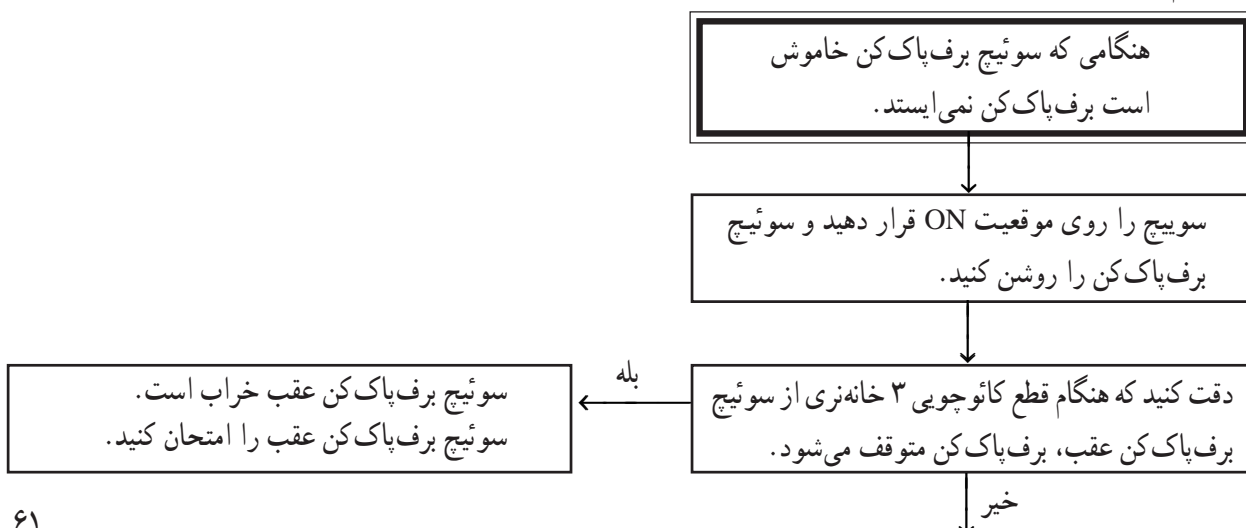 هنگامی که سوئیچ برف‌پاک‌کن خاموش
است برف‌پاک‌کن نمی‌ایستد.
سوییچ را روی موقعیت ON قرار دهید و سوئیچ
برف‌پاک‌کن را روشن کنید.
دقت کنید که هنگام قطع کائوچویی ۳ خانه‌نری از سوئیچ
برف‌پاک‌کن عقب، برف‌پاک‌کن متوقف می‌شود.
بله
سوئیچ برف‌پاک‌کن عقب خراب است.
سوئیچ برف‌پاک‌کن عقب را امتحان کنید.
خیر
۶۱